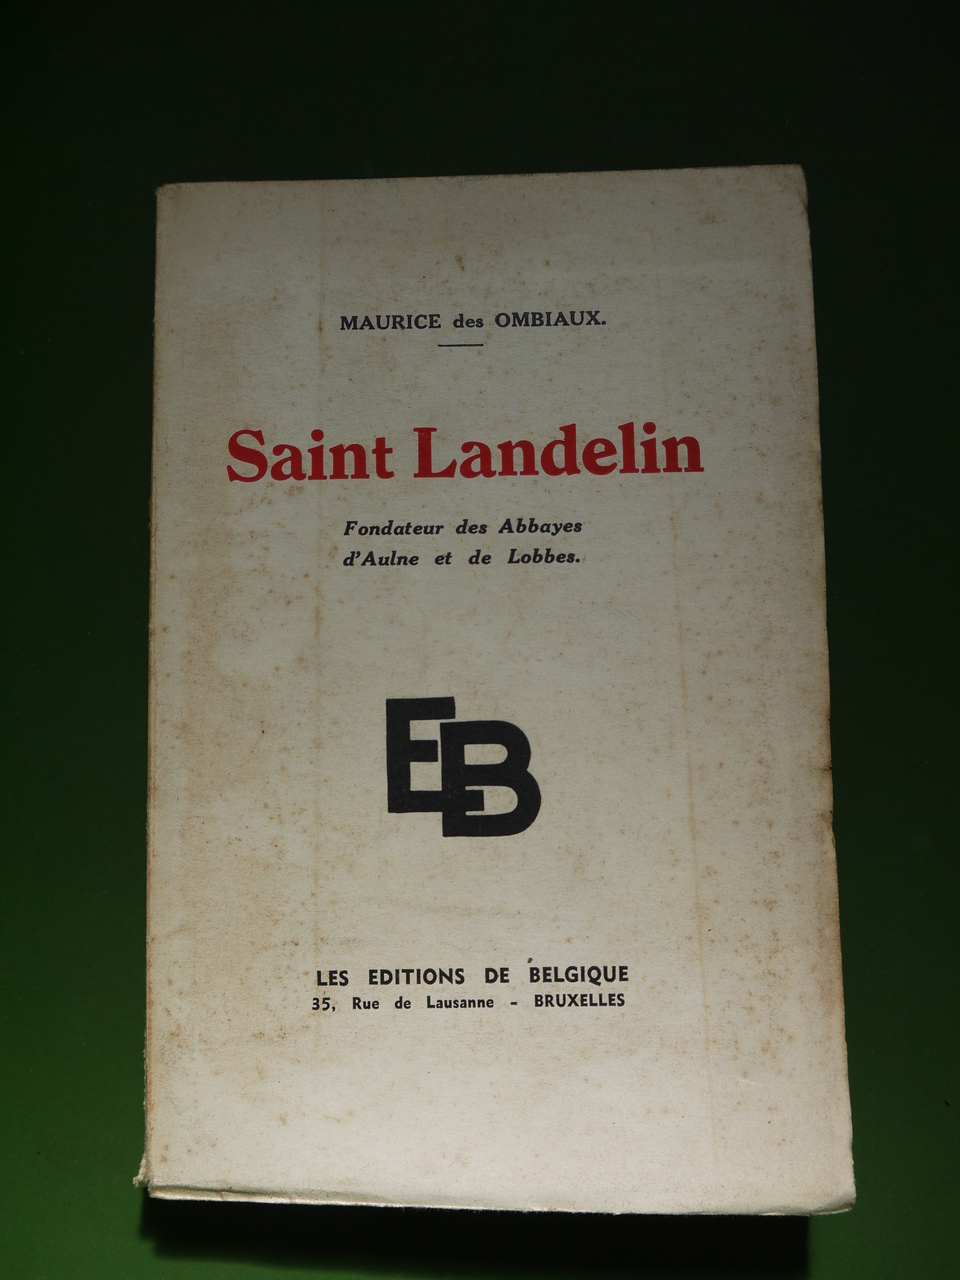 MAURICE des OMBIAUX.
Saint Landelin
Fondateur des Abbayes
d'Aulne et de Lobbes.
EB
LES EDITIONS DE BELGIQUE
35, Rue de Lausanne - BRUXELLES